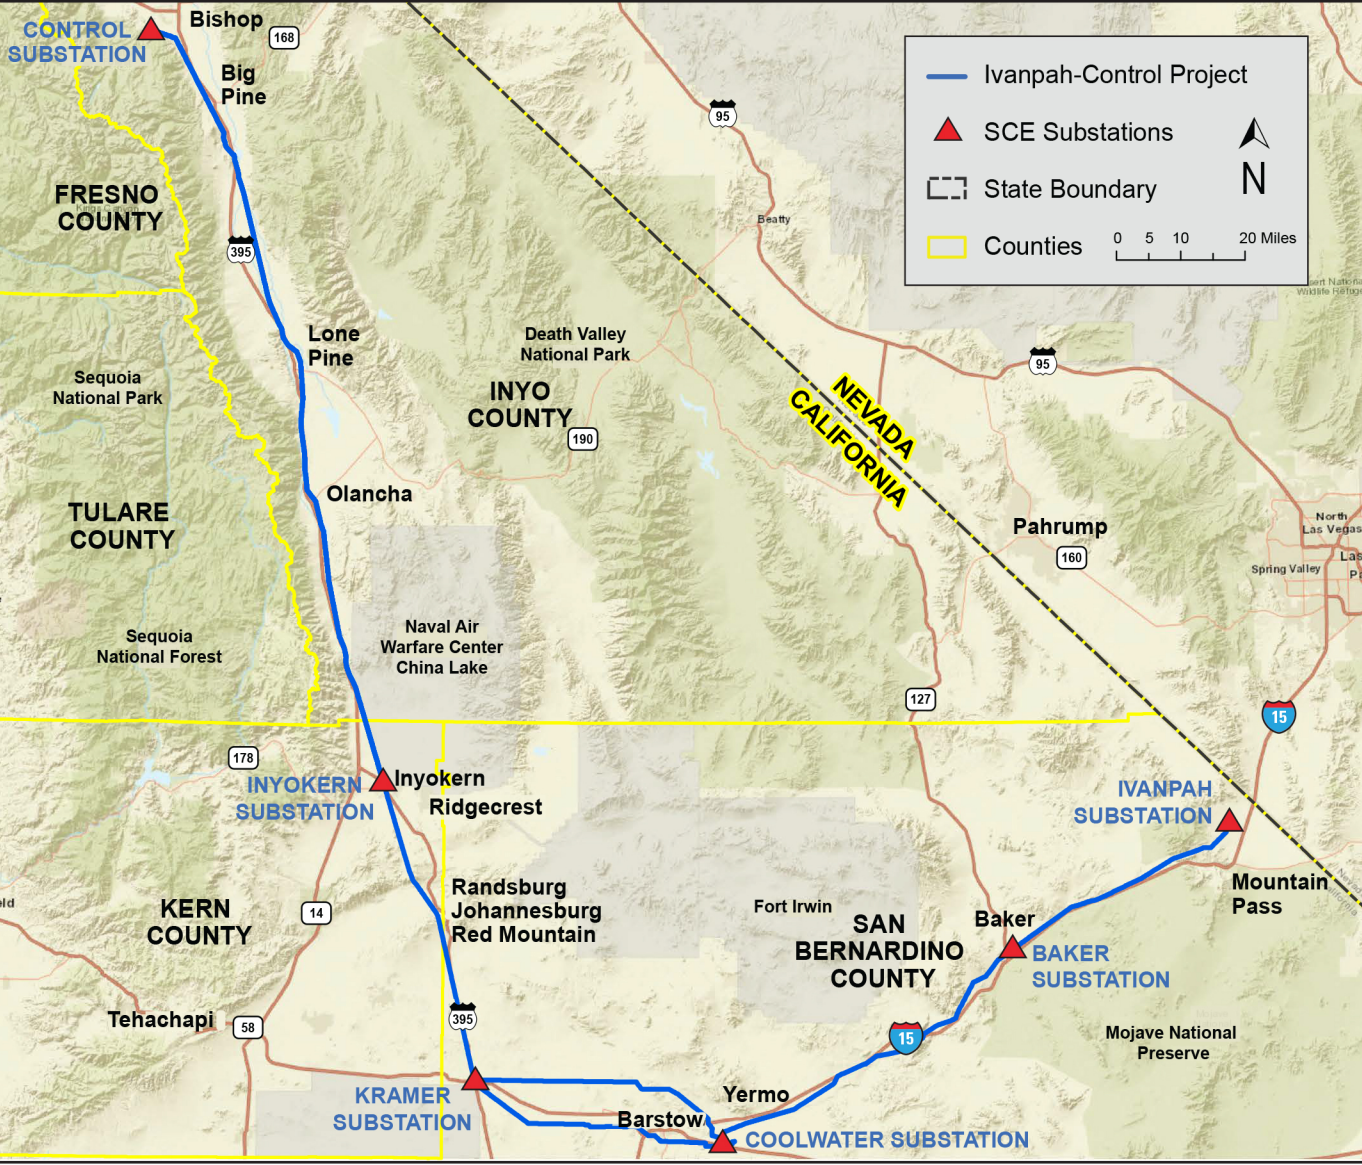 CONTROL
SUBSTATION
Bishop
168
Big
Pine
95
Ivanpah-Control Project
SCE Substations
State Boundary
Counties
N
0 5 10 20 Miles
FRESNO
COUNTY
395
Beatty
Lone
Pine
Death Valley
National Park
Sequoia
National Park
INYO
COUNTY
190
95
NEVADA
CALIFORNIA
Olancha
TULARE
COUNTY
Pahrump
160
North
Las Vegas
Spring Valley
Sequoia
National Forest
Naval Air
Warfare Center
China Lake
127
15
178
INYOKERN
SUBSTATION
Inyokern
Ridgecrest
IVANPAH
SUBSTATION
Mountain
Pass
Randsburg
Johannesburg
Red Mountain
KERN
COUNTY
14
Fort Irwin
SAN
BERNARDINO
COUNTY
Baker
BAKER
SUBSTATION
Tehachapi
58
395
15
Mojave National
Preserve
KRAMER
SUBSTATION
Yermo
Barstow
COOLWATER SUBSTATION